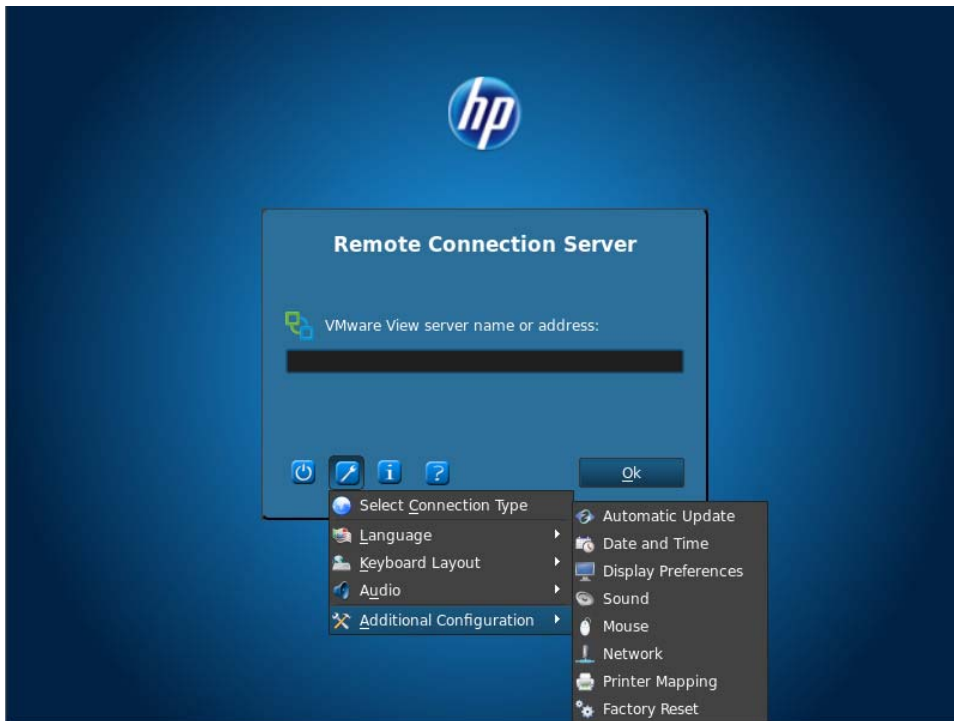 hp
Remote Connection Server
VMware View server name or address:
Ok
Select Connection Type
Language
Keyboard Layout
Audio
Additional Configuration
Automatic Update
Date and Time
Display Preferences
Sound
Mouse
Network
Printer Mapping
Factory Reset